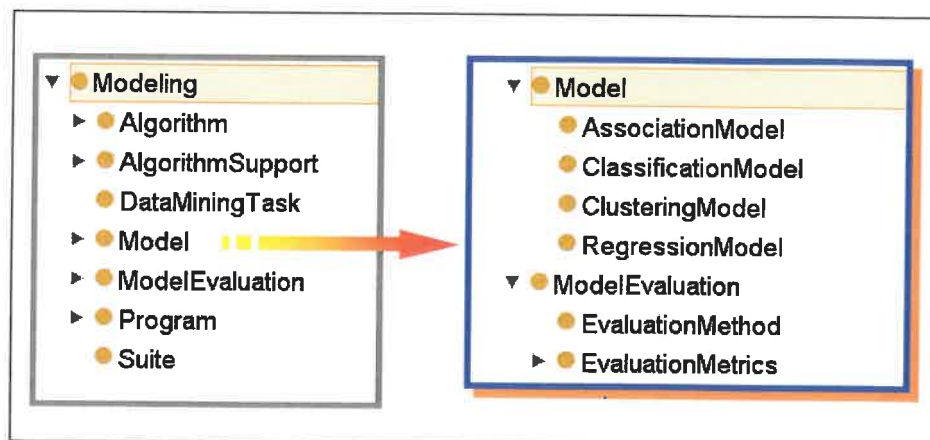 Modeling
Algorithm
AlgorithmSupport
DataMiningTask
Model
ModelEvaluation
Program
Suite
Model
AssociationModel
ClassificationModel
ClusteringModel
RegressionModel
ModelEvaluation
EvaluationMethod
EvaluationMetrics